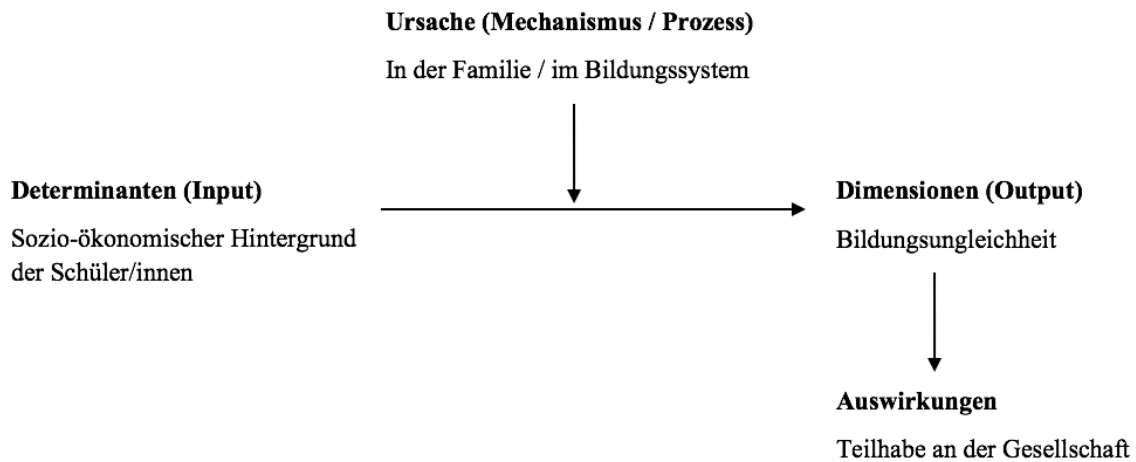 Ursache (Mechanismus / Prozess)
In der Familie / im Bildungssystem
Determinanten (Input)
Sozio-ökonomischer Hintergrund
der Schüler/innen
Dimensionen (Output)
Bildungsungleichheit
Auswirkungen
Teilhabe an der Gesellschaft